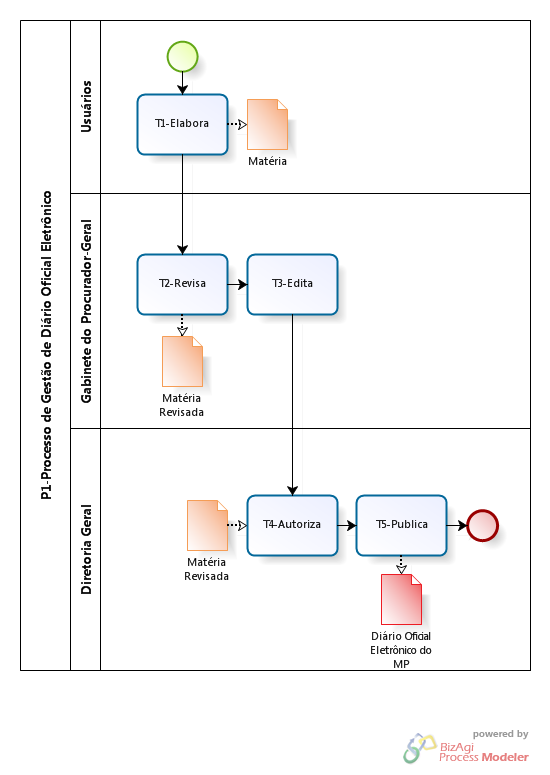 P1-Processo de Gestão de Diário Oficial Eletrônico
Usuários
T1-Elabora
Matéria
Gabinete do Procurador-Geral
T2-Revisa
T3-Edita
Matéria
Revisada
Diretoria Geral
T4-Autoriza
T5-Publica
Matéria
Revisada
Diário Oficial
Eletrônico do
MP
powered by
BizAgi
Process Modeler